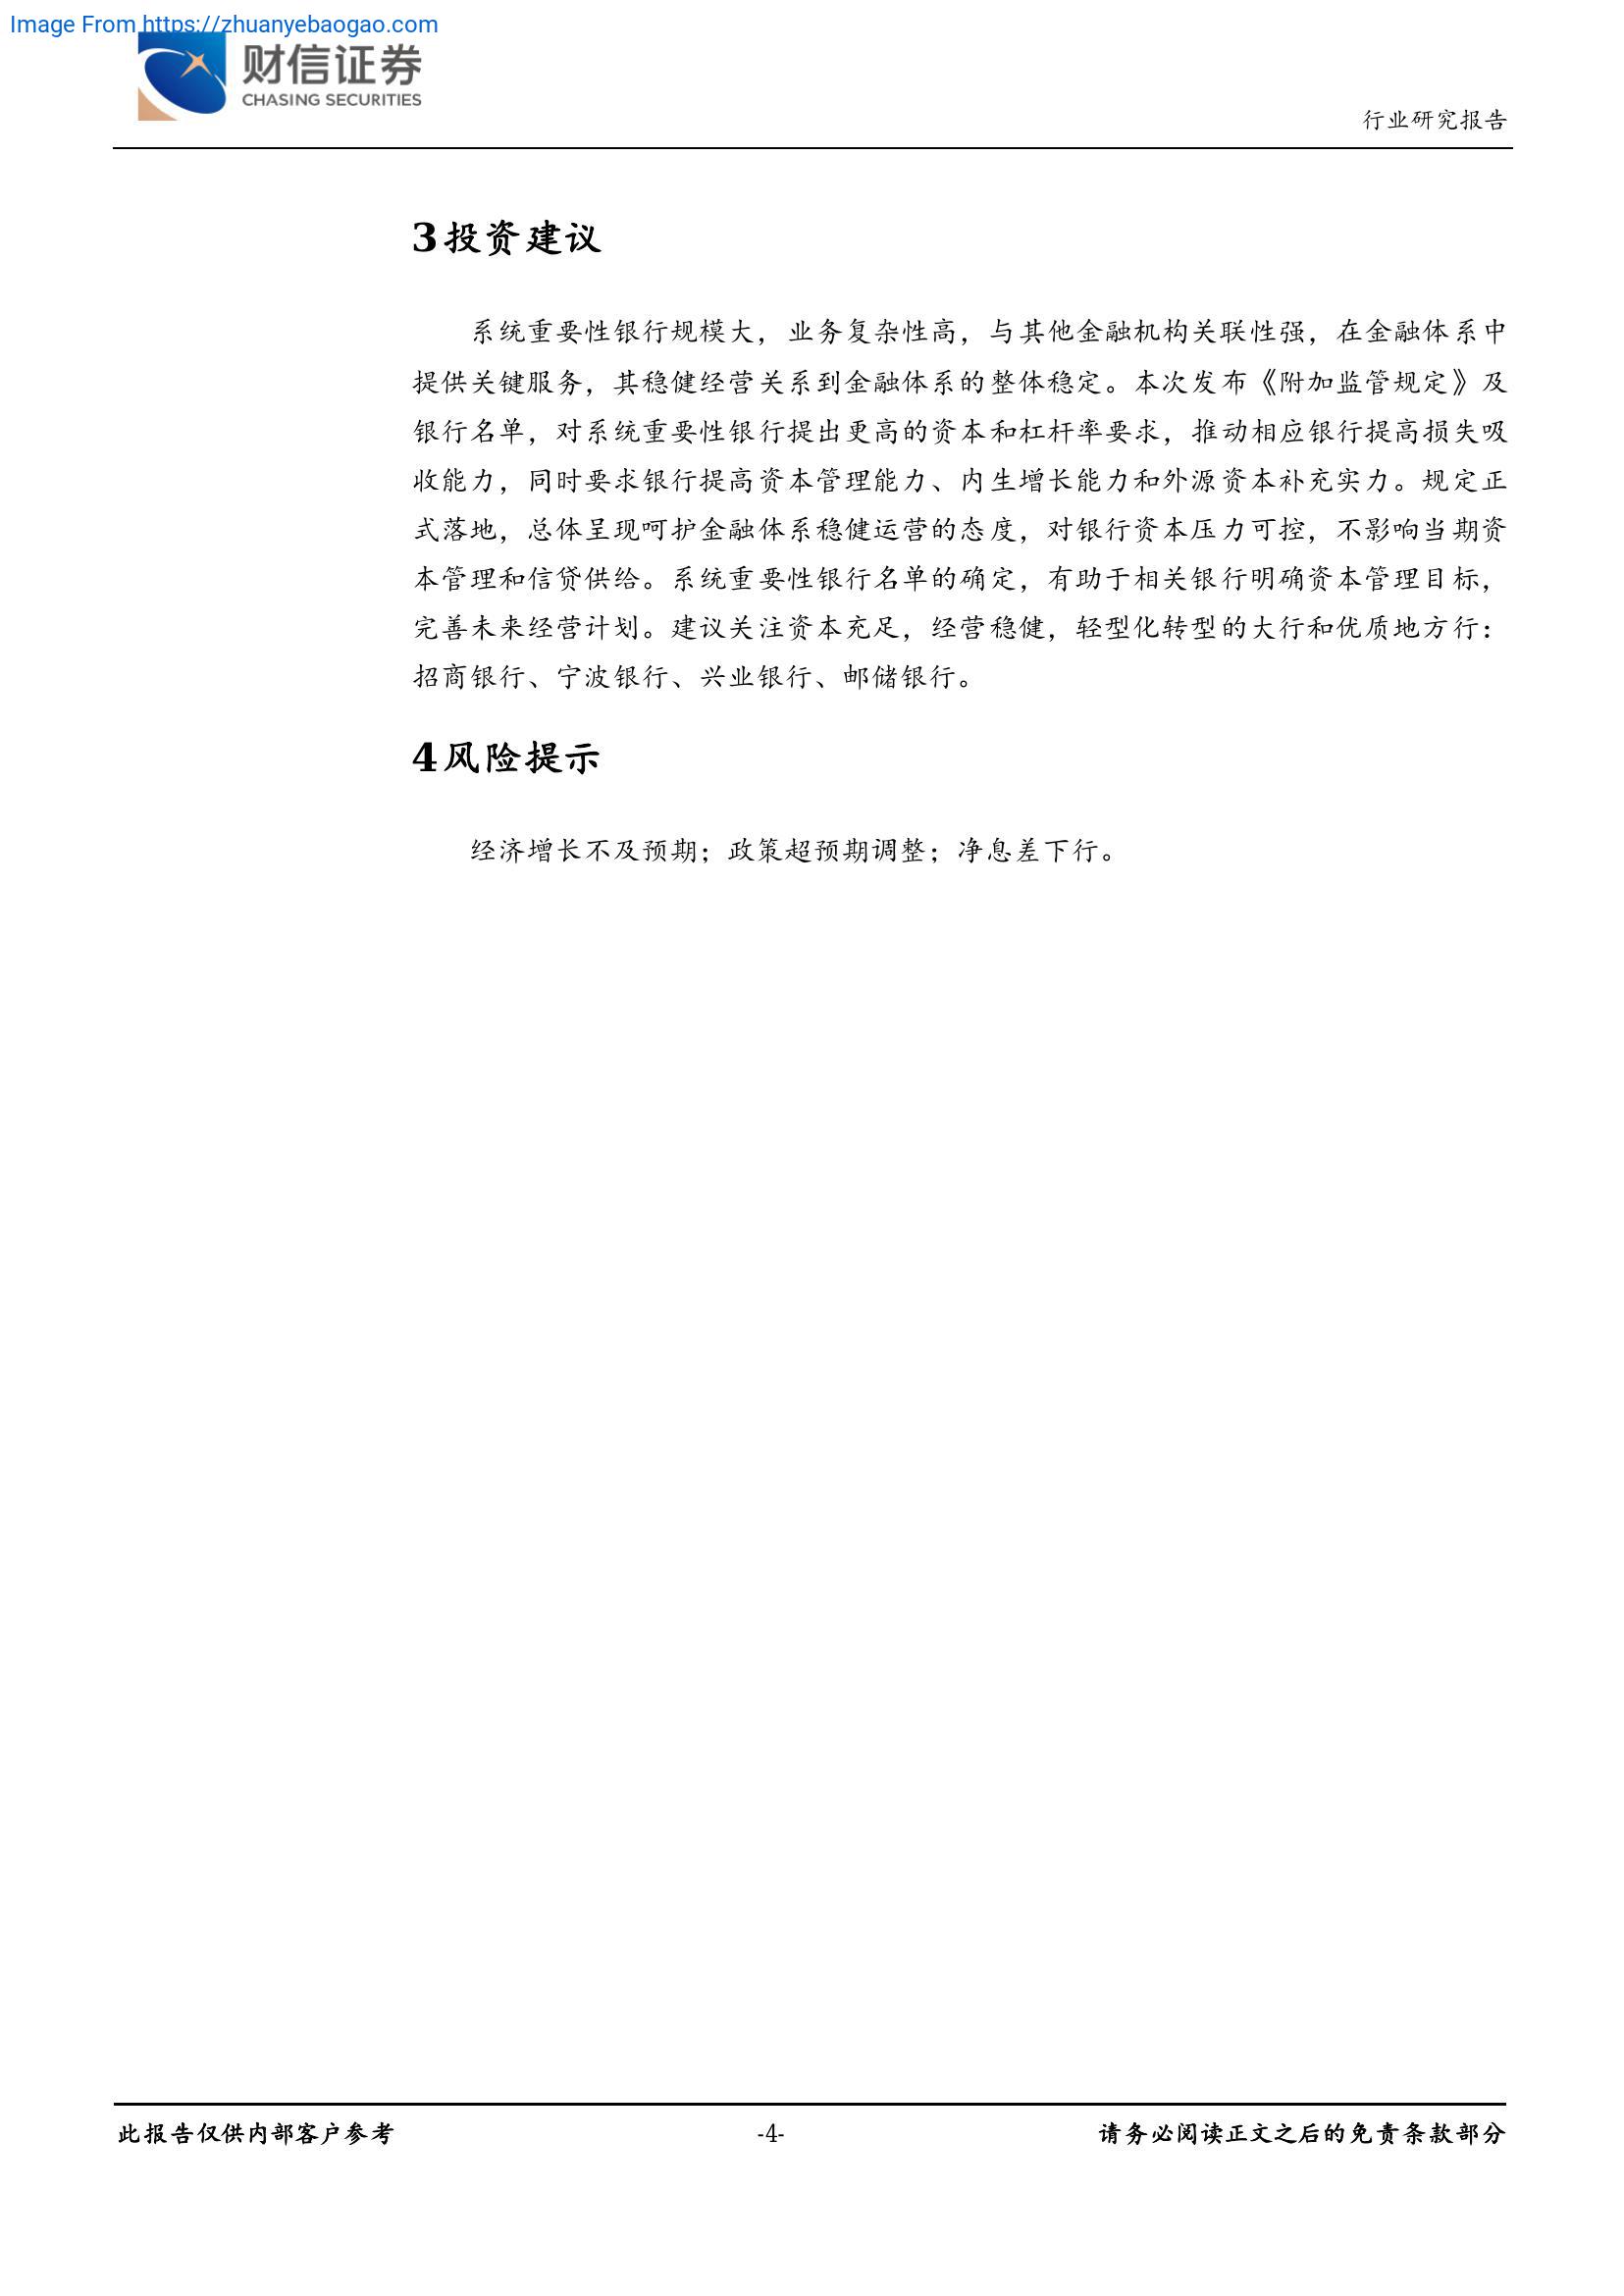 Image From https://zhuanyebaogao.com
财信证券
CHASING SECURITIES
行业研究报告
3 投资建议
系统重要性银行规模大，业务复杂性高，与其他金融机构关联性强，在金融体系中
提供关键服务，其稳健经营关系到金融体系的整体稳定。本次发布《附加监管规定》及
银行名单，对系统重要性银行提出更高的资本和杠杆率要求，推动相应银行提高损失吸
收能力，同时要求银行提高资本管理能力、内生增长能力和外源资本补充实力。规定正
式落地，总体呈现呵护金融体系稳健运营的态度，对银行资本压力可控，不影响当期资
本管理和信贷供给。系统重要性银行名单的确定，有助于相关银行明确资本管理目标，
完善未来经营计划。建议关注资本充足，经营稳健，轻型化转型的大行和优质地方行：
招商银行、宁波银行、兴业银行、邮储银行。
4 风险提示
经济增长不及预期；政策超预期调整；净息差下行。
此报告仅供内部客户参考
-4-
请务必阅读正文之后的免责条款部分